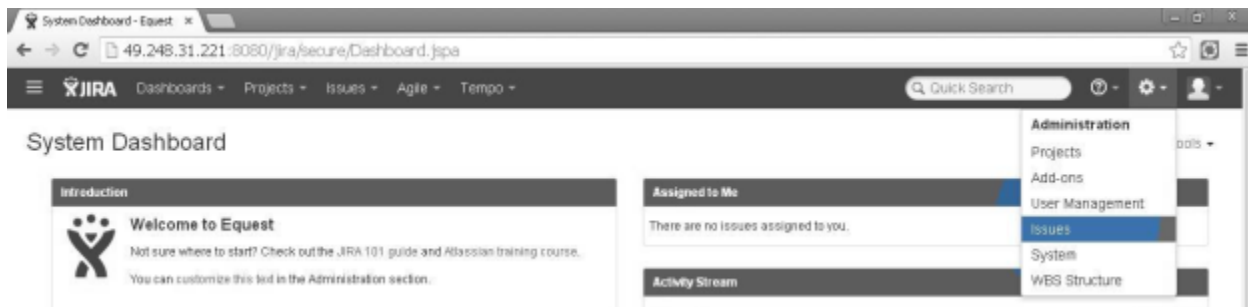 System Dashboard - Equest
49.248.31.221:8080/jira/secure/Dashboard.jspa
JIRA Dashboards Projects Issues Agile Tempo Quick Search
System Dashboard
Administration
Projects
Add-ons
User Management
Issues
System
WBS Structure
Introduction
Welcome to Equest
Not sure where to start? Check out the JIRA 101 guide and Atlassian training course.
You can customize this text in the Administration section.
Assigned to Me
There are no issues assigned to you.
Activity Stream